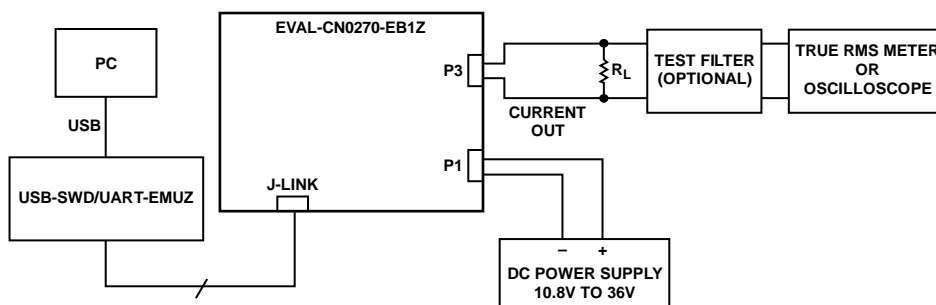 EVAL-CN0270-EB1Z
PC
USB
USB-SWD/UART-EMUZ
J-LINK
P3
P1
CURRENT
OUT
RL
TEST FILTER
(OPTIONAL)
TRUE RMS METER
OR
OSCILLOSCOPE
– +
DC POWER SUPPLY
10.8V TO 36V